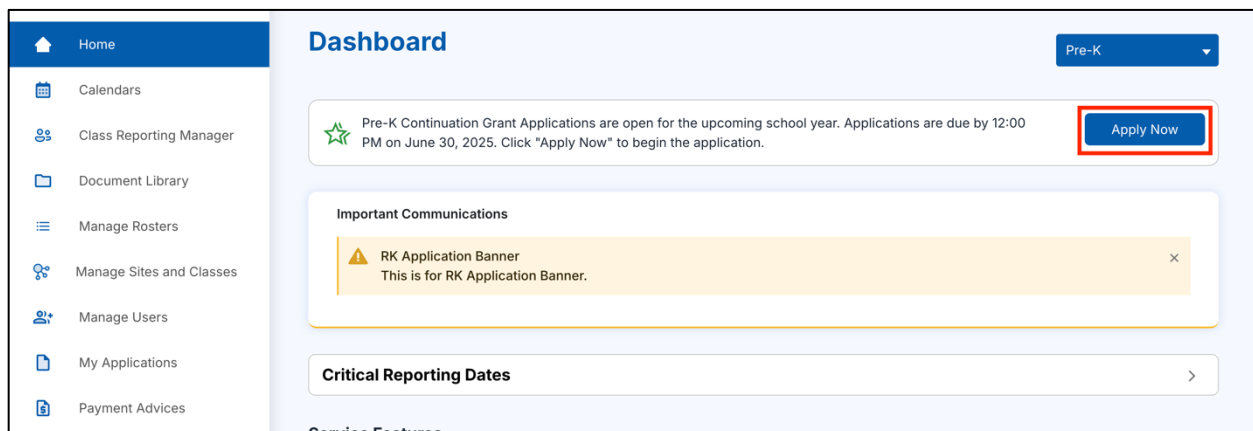 Home
Calendars
Class Reporting Manager
Document Library
Manage Rosters
Manage Sites and Classes
Manage Users
My Applications
Payment Advices
Dashboard
Pre-K
Pre-K Continuation Grant Applications are open for the upcoming school year. Applications are due by 12:00
PM on June 30, 2025. Click "Apply Now" to begin the application.
Apply Now
Important Communications
RK Application Banner
This is for RK Application Banner.
Critical Reporting Dates